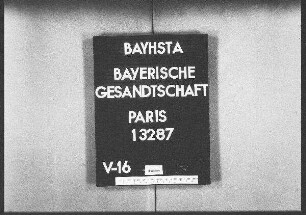 BAYHSTA
BAYERISCHE
GESANDTSCHAFT
PARIS
13287
V-16